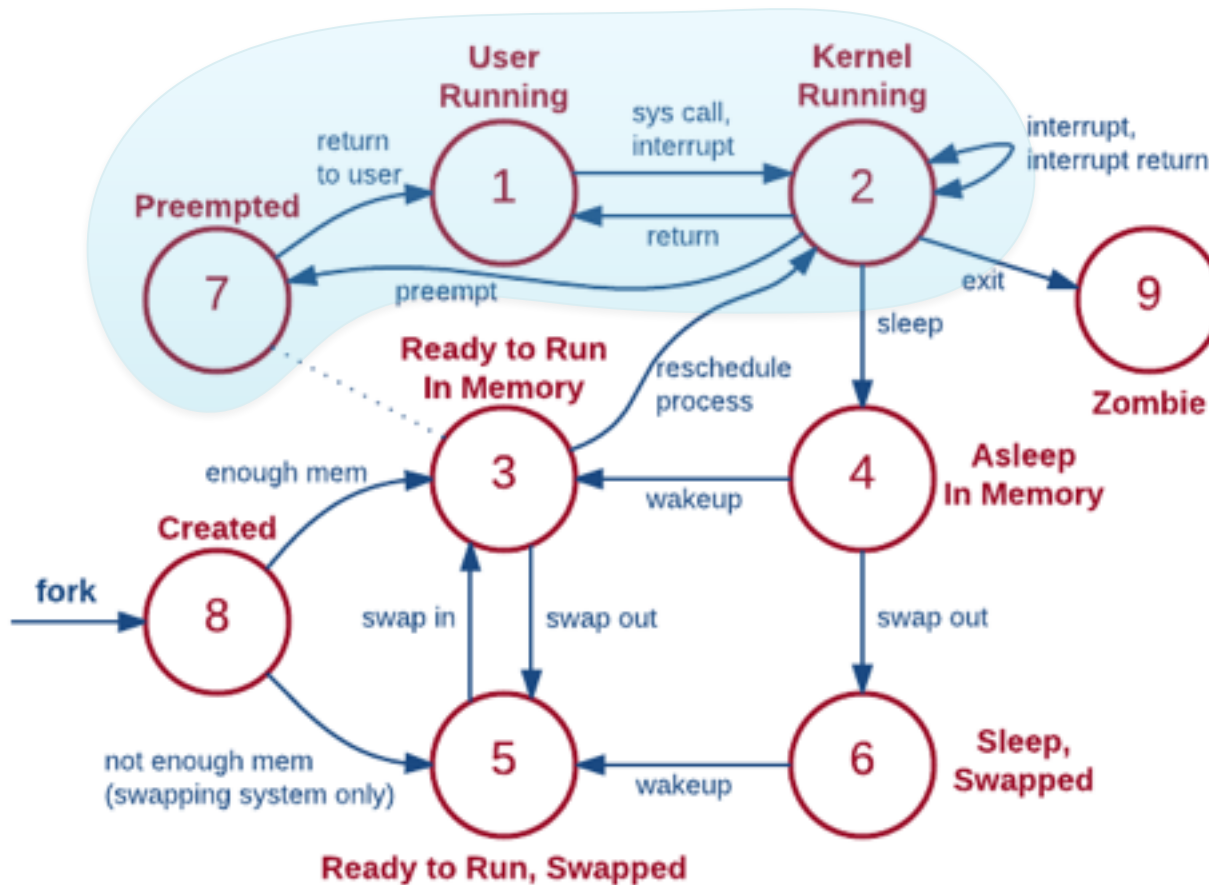 User
Running
Kernel
Running
sys call,
interrupt
interrupt,
interrupt return
return
to user
1
2
Preempted
return
7
preempt
exit
9
sleep
Ready to Run
In Memory
reschedule
process
Zombie
enough mem
3
4
Asleep
In Memory
wakeup
Created
fork
8
swap in
swap out
swap out
not enough mem
(swapping system only)
5
wakeup
6
Sleep,
Swapped
Ready to Run, Swapped